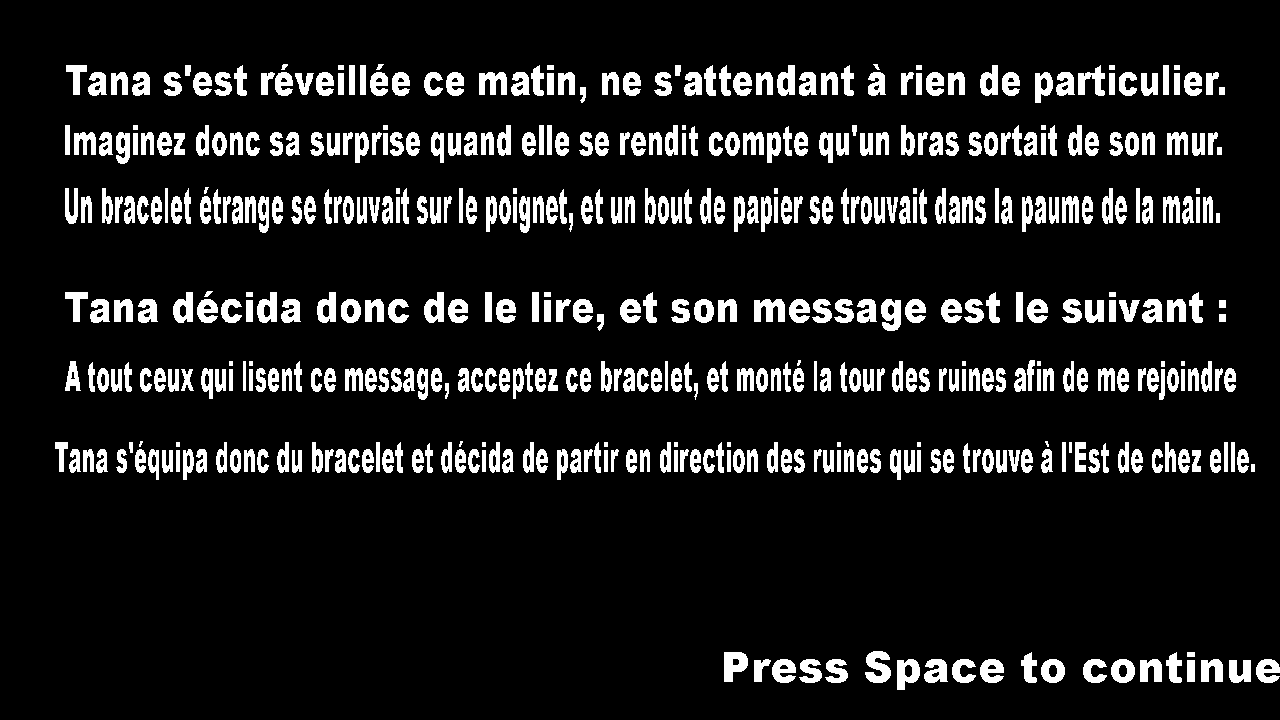 Tana s'est réveillée ce matin, ne s'attendant à rien de particulier.
Imaginez donc sa surprise quand elle se rendit compte qu'un bras sortait de son mur.
Un bracelet étrange se trouvait sur le poignet, et un bout de papier se trouvait dans la paume de la main.
Tana décida donc de le lire, et son message est le suivant :
A tout ceux qui lisent ce message, acceptez ce bracelet, et monté la tour des ruines afin de me rejoindre
Tana s'équipa donc du bracelet et décida de partir en direction des ruines qui se trouve à l'Est de chez elle.
Press Space to continue